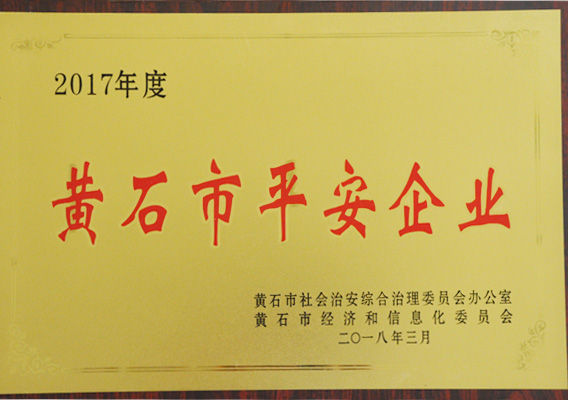 2017年度
黄石市平安企业
黄石市社会治安综合治理委员会办公室
黄石市经济和信息化委员会
二〇一八年三月